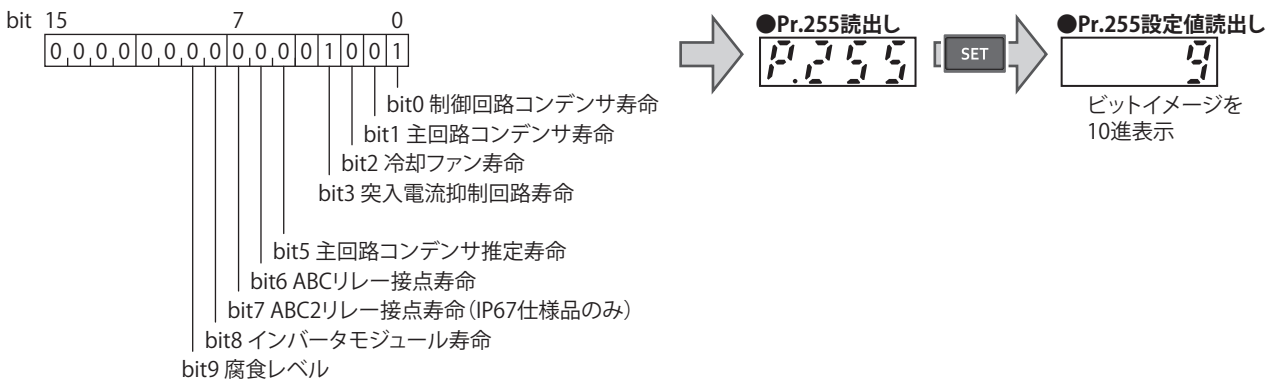 bit 15 7 0
0 0 0 0 0 0 0 0 0 0 0 0 1 0 0 1
bit0 制御回路コンデンサ寿命
bit1 主回路コンデンサ寿命
bit2 冷却ファン寿命
bit3 突入電流抑制回路寿命
bit5 主回路コンデンサ推定寿命
bit6 ABCリレー接点寿命
bit7 ABC2リレー接点寿命(IP67仕様品のみ)
bit8 インバータモジュール寿命
bit9 腐食レベル
●Pr.255読出し
P.255
SET
●Pr.255設定値読出し
9
ビットイメージを
10進表示